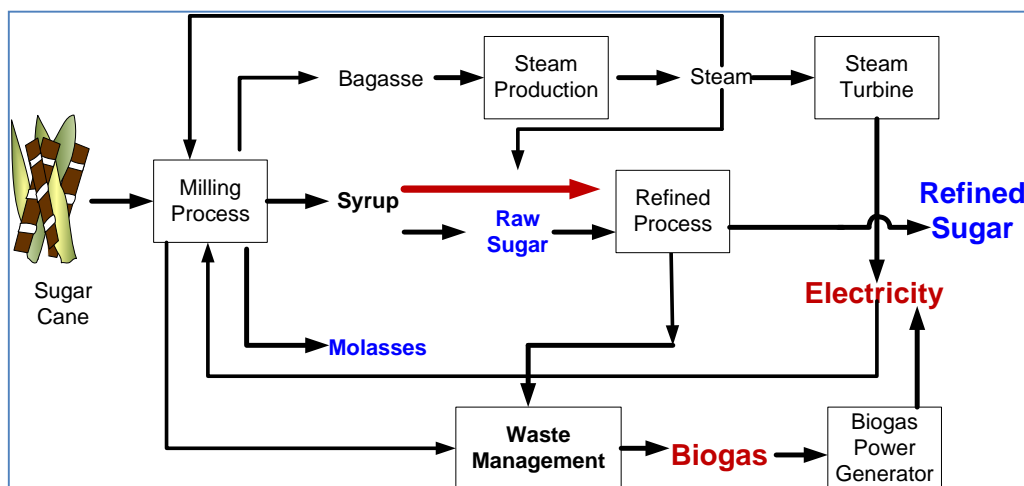 Bagasse
Steam
Production
Steam
Steam
Turbine
Sugar
Cane
Milling
Process
Syrup
Raw
Sugar
Refined
Process
Refined
Sugar
Electricity
Molasses
Waste
Management
Biogas
Biogas
Power
Generator